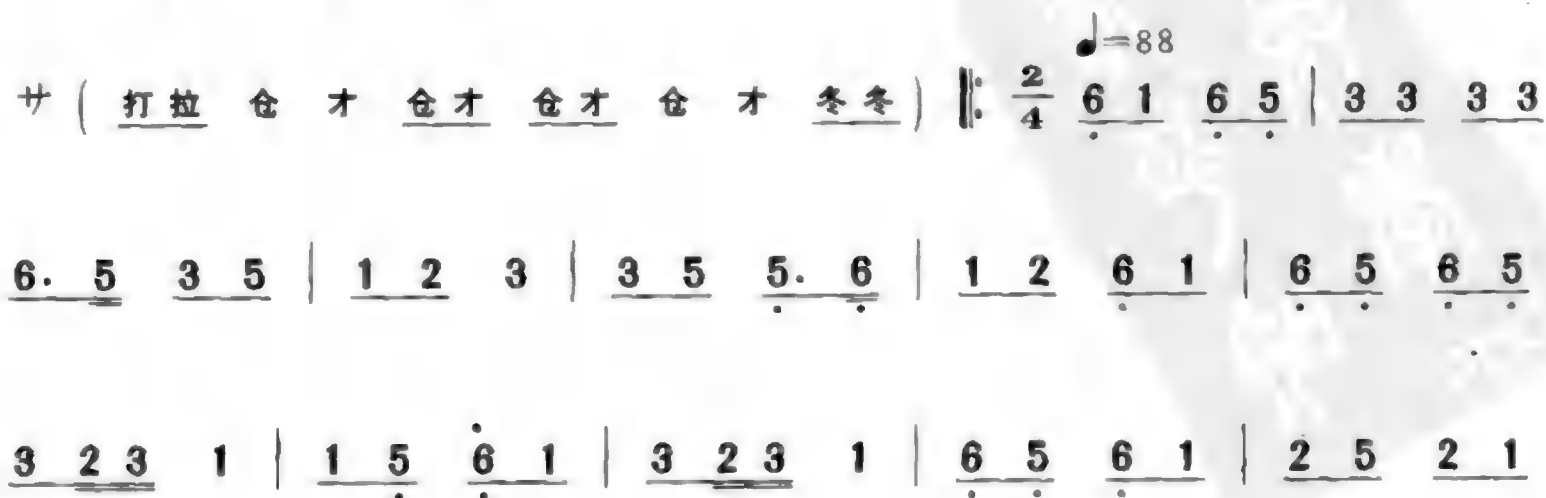 ♩=88
サ ( 打 拉 仓 才 仓 才 仓 才 仓 才 冬 冬 ) 𝄆 2/4 6̣ 1 6̣ 5̣ | 3 3 3 3
6. 5 3 5 | 1 2 3 | 3 5 5̣. 6̣ | 1 2 6̣ 1 | 6̣ 5̣ 6̣ 5̣
3 2 3 1 | 1 5̣ 6̣ 1 | 3 2 3 1 | 6̣ 5̣ 6̣ 1 | 2 5 2 1